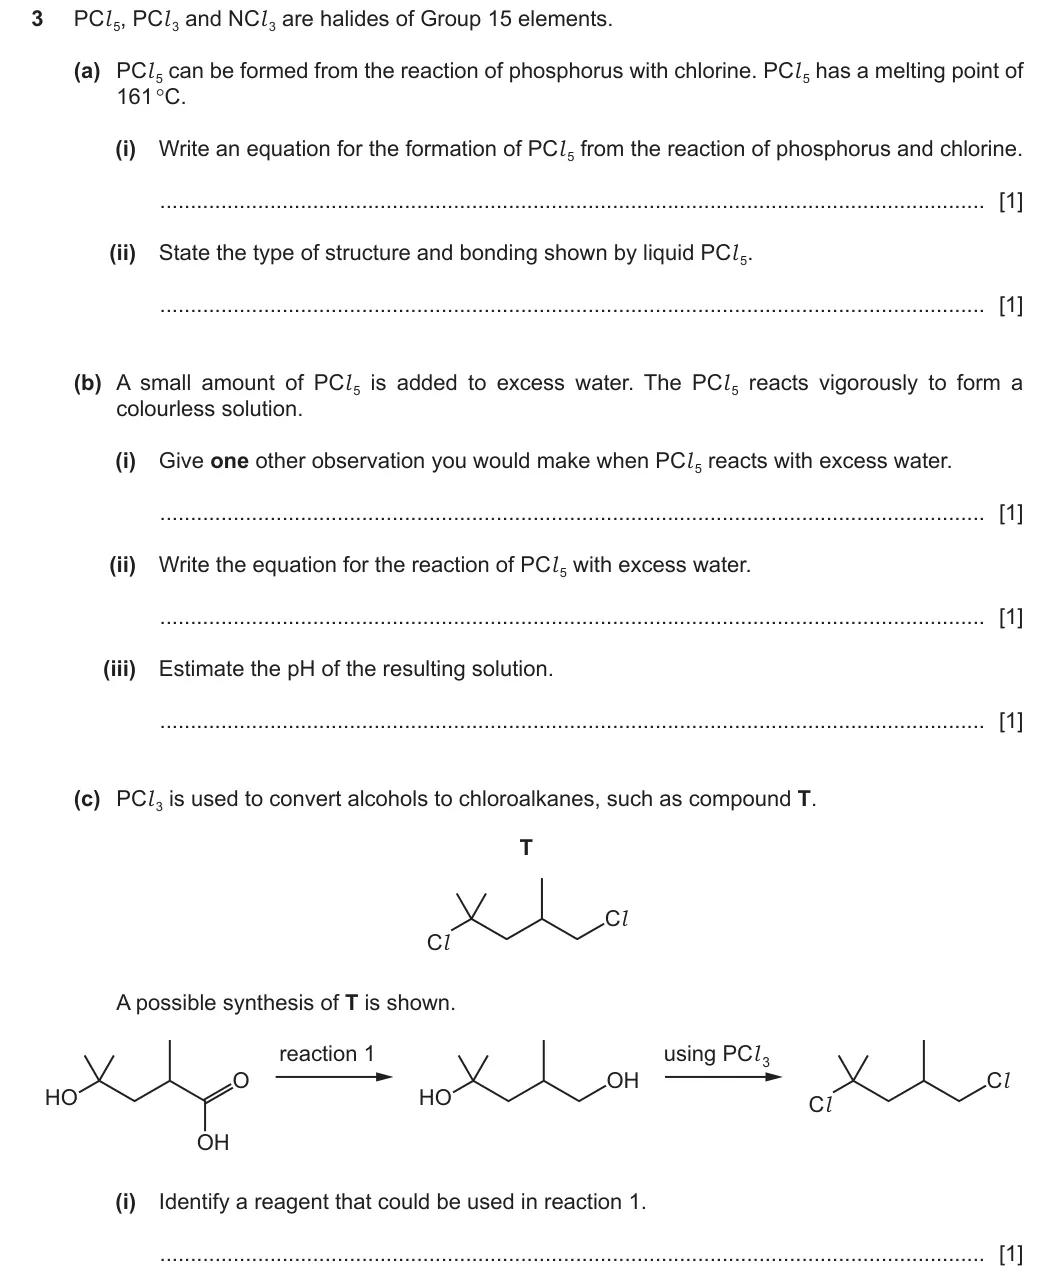 3 PCl₅, PCl₃ and NCl₃ are halides of Group 15 elements.
(a) PCl₅ can be formed from the reaction of phosphorus with chlorine. PCl₅ has a melting point of
161 °C.
(i) Write an equation for the formation of PCl₅ from the reaction of phosphorus and chlorine.
.......................................................................................................................................... [1]
(ii) State the type of structure and bonding shown by liquid PCl₅.
.......................................................................................................................................... [1]
(b) A small amount of PCl₅ is added to excess water. The PCl₅ reacts vigorously to form a
colourless solution.
(i) Give one other observation you would make when PCl₅ reacts with excess water.
.......................................................................................................................................... [1]
(ii) Write the equation for the reaction of PCl₅ with excess water.
.......................................................................................................................................... [1]
(iii) Estimate the pH of the resulting solution.
.......................................................................................................................................... [1]
(c) PCl₃ is used to convert alcohols to chloroalkanes, such as compound T.
T
Cl
Cl
A possible synthesis of T is shown.
reaction 1 using PCl₃
O OH Cl
HO HO Cl
OH
(i) Identify a reagent that could be used in reaction 1.
.......................................................................................................................................... [1]